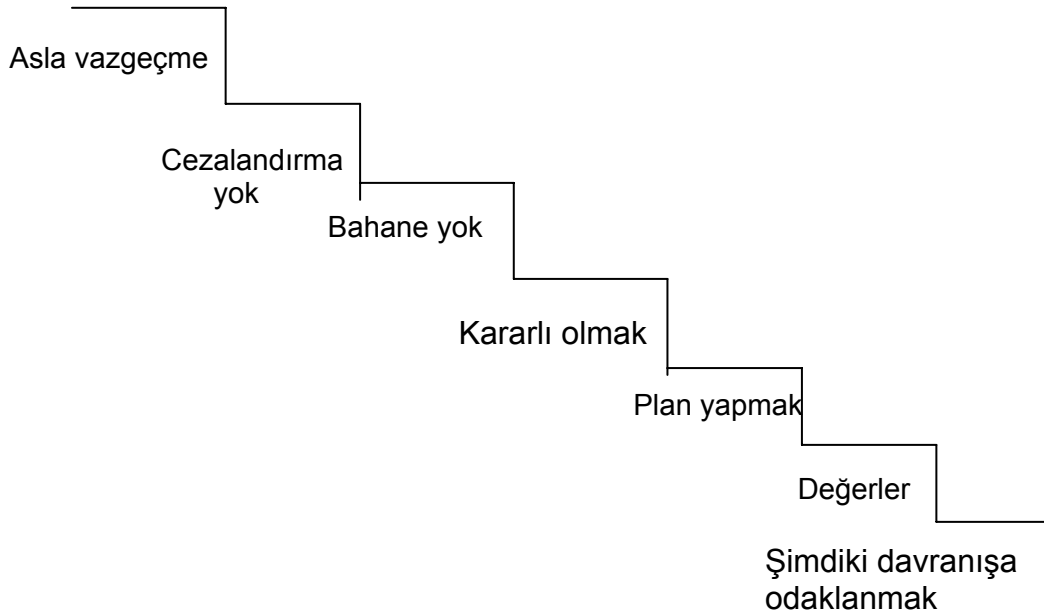 Asla vazgeçme
Cezalandırma
yok
Bahane yok
Kararlı olmak
Plan yapmak
Değerler
Şimdiki davranışa
odaklanmak